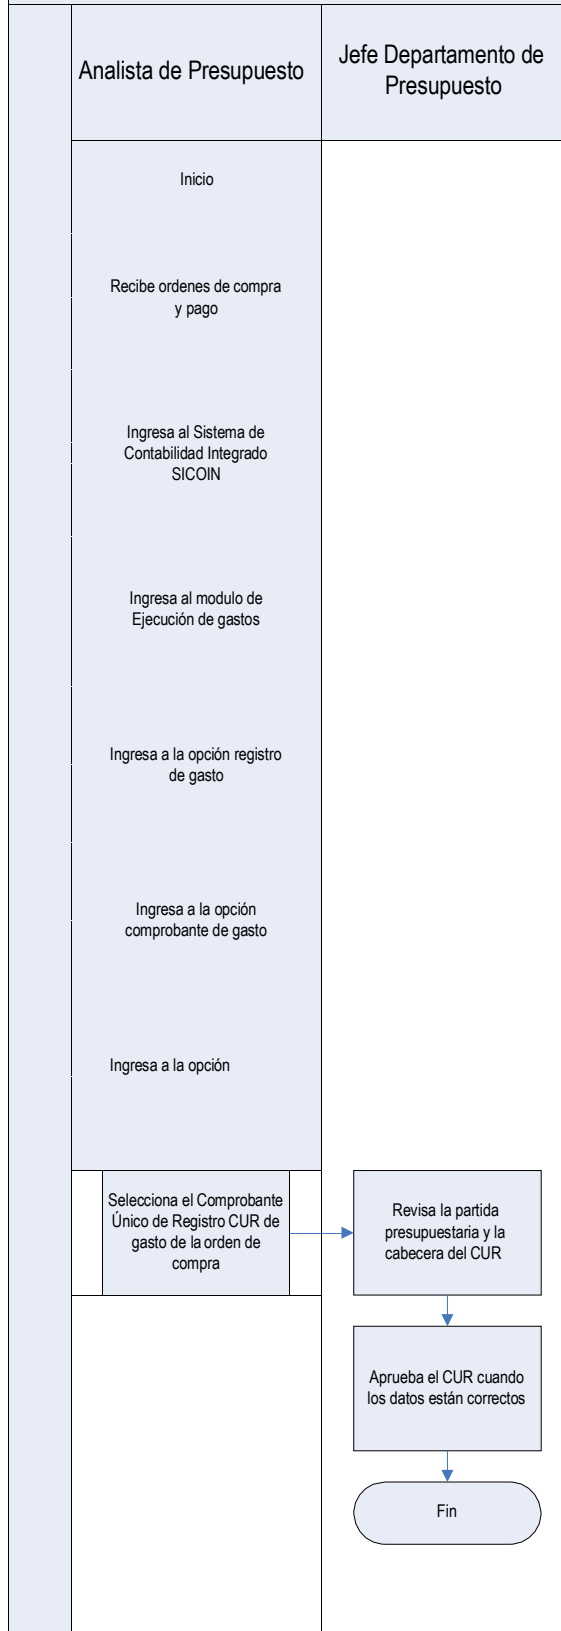 Analista de Presupuesto
Jefe Departamento de
Presupuesto
Inicio
Recibe ordenes de compra
y pago
Ingresa al Sistema de
Contabilidad Integrado
SICOIN
Ingresa al modulo de
Ejecución de gastos
Ingresa a la opción registro
de gasto
Ingresa a la opción
comprobante de gasto
Ingresa a la opción
Selecciona el Comprobante
Único de Registro CUR de
gasto de la orden de
compra
Revisa la partida
presupuestaria y la
cabecera del CUR
Aprueba el CUR cuando
los datos están correctos
Fin